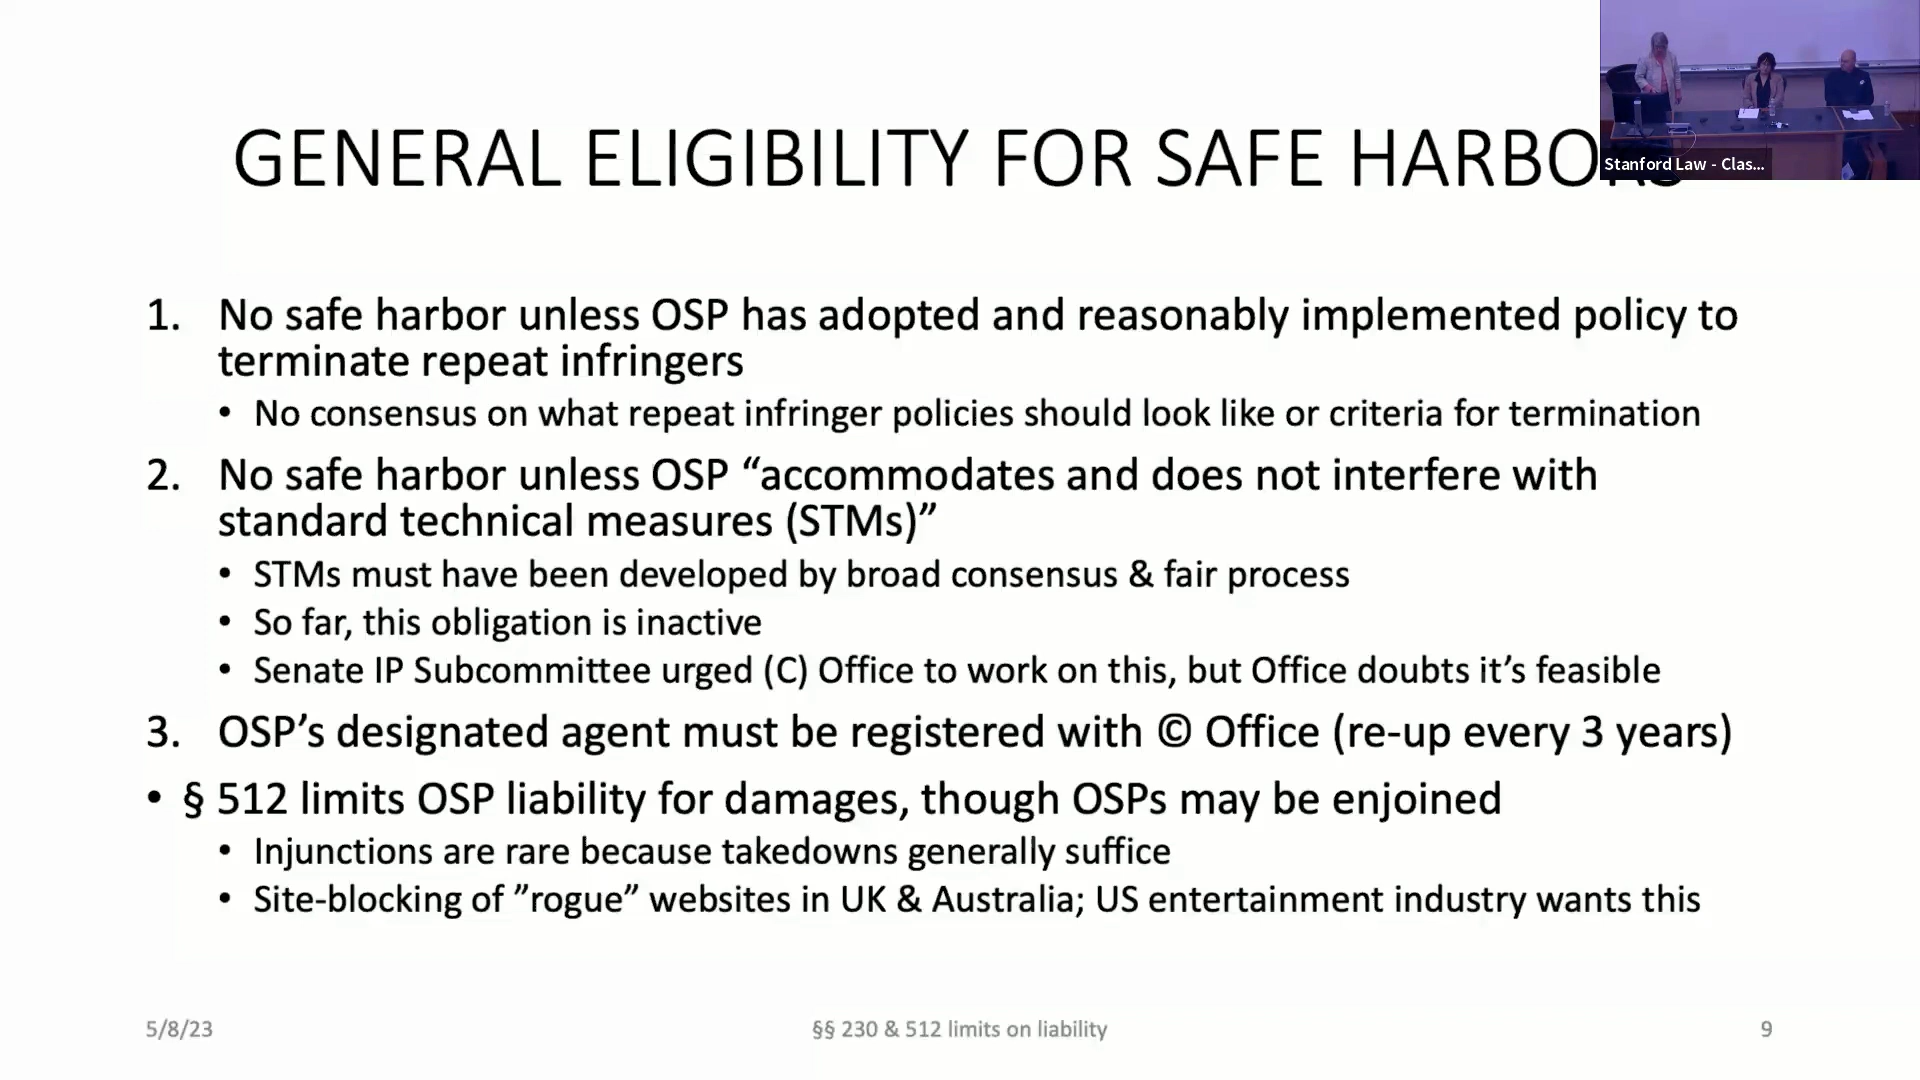 GENERAL ELIGIBILITY FOR SAFE HARBORS
Stanford Law - Clas...
1. No safe harbor unless OSP has adopted and reasonably implemented policy to
terminate repeat infringers
• No consensus on what repeat infringer policies should look like or criteria for termination
2. No safe harbor unless OSP “accommodates and does not interfere with
standard technical measures (STMs)”
• STMs must have been developed by broad consensus & fair process
• So far, this obligation is inactive
• Senate IP Subcommittee urged (C) Office to work on this, but Office doubts it’s feasible
3. OSP’s designated agent must be registered with © Office (re-up every 3 years)
• § 512 limits OSP liability for damages, though OSPs may be enjoined
• Injunctions are rare because takedowns generally suffice
• Site-blocking of ”rogue” websites in UK & Australia; US entertainment industry wants this
5/8/23
§§ 230 & 512 limits on liability
9